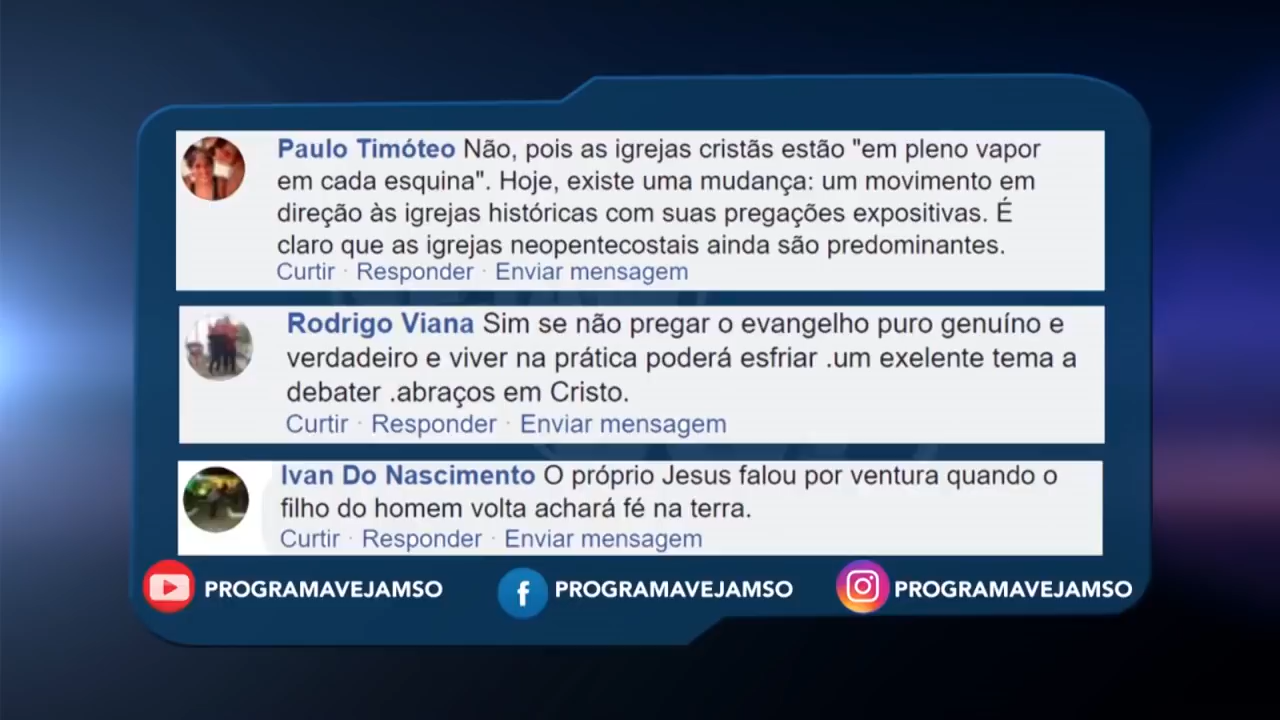 Paulo Timóteo Não, pois as igrejas cristãs estão "em pleno vapor
em cada esquina". Hoje, existe uma mudança: um movimento em
direção às igrejas históricas com suas pregações expositivas. É
claro que as igrejas neopentecostais ainda são predominantes.
Curtir · Responder · Enviar mensagem
Rodrigo Viana Sim se não pregar o evangelho puro genuíno e
verdadeiro e viver na prática poderá esfriar .um exelente tema a
debater .abraços em Cristo.
Curtir · Responder · Enviar mensagem
Ivan Do Nascimento O próprio Jesus falou por ventura quando o
filho do homem volta achará fé na terra.
Curtir · Responder · Enviar mensagem
PROGRAMAVEJAMSO PROGRAMAVEJAMSO PROGRAMAVEJAMSO